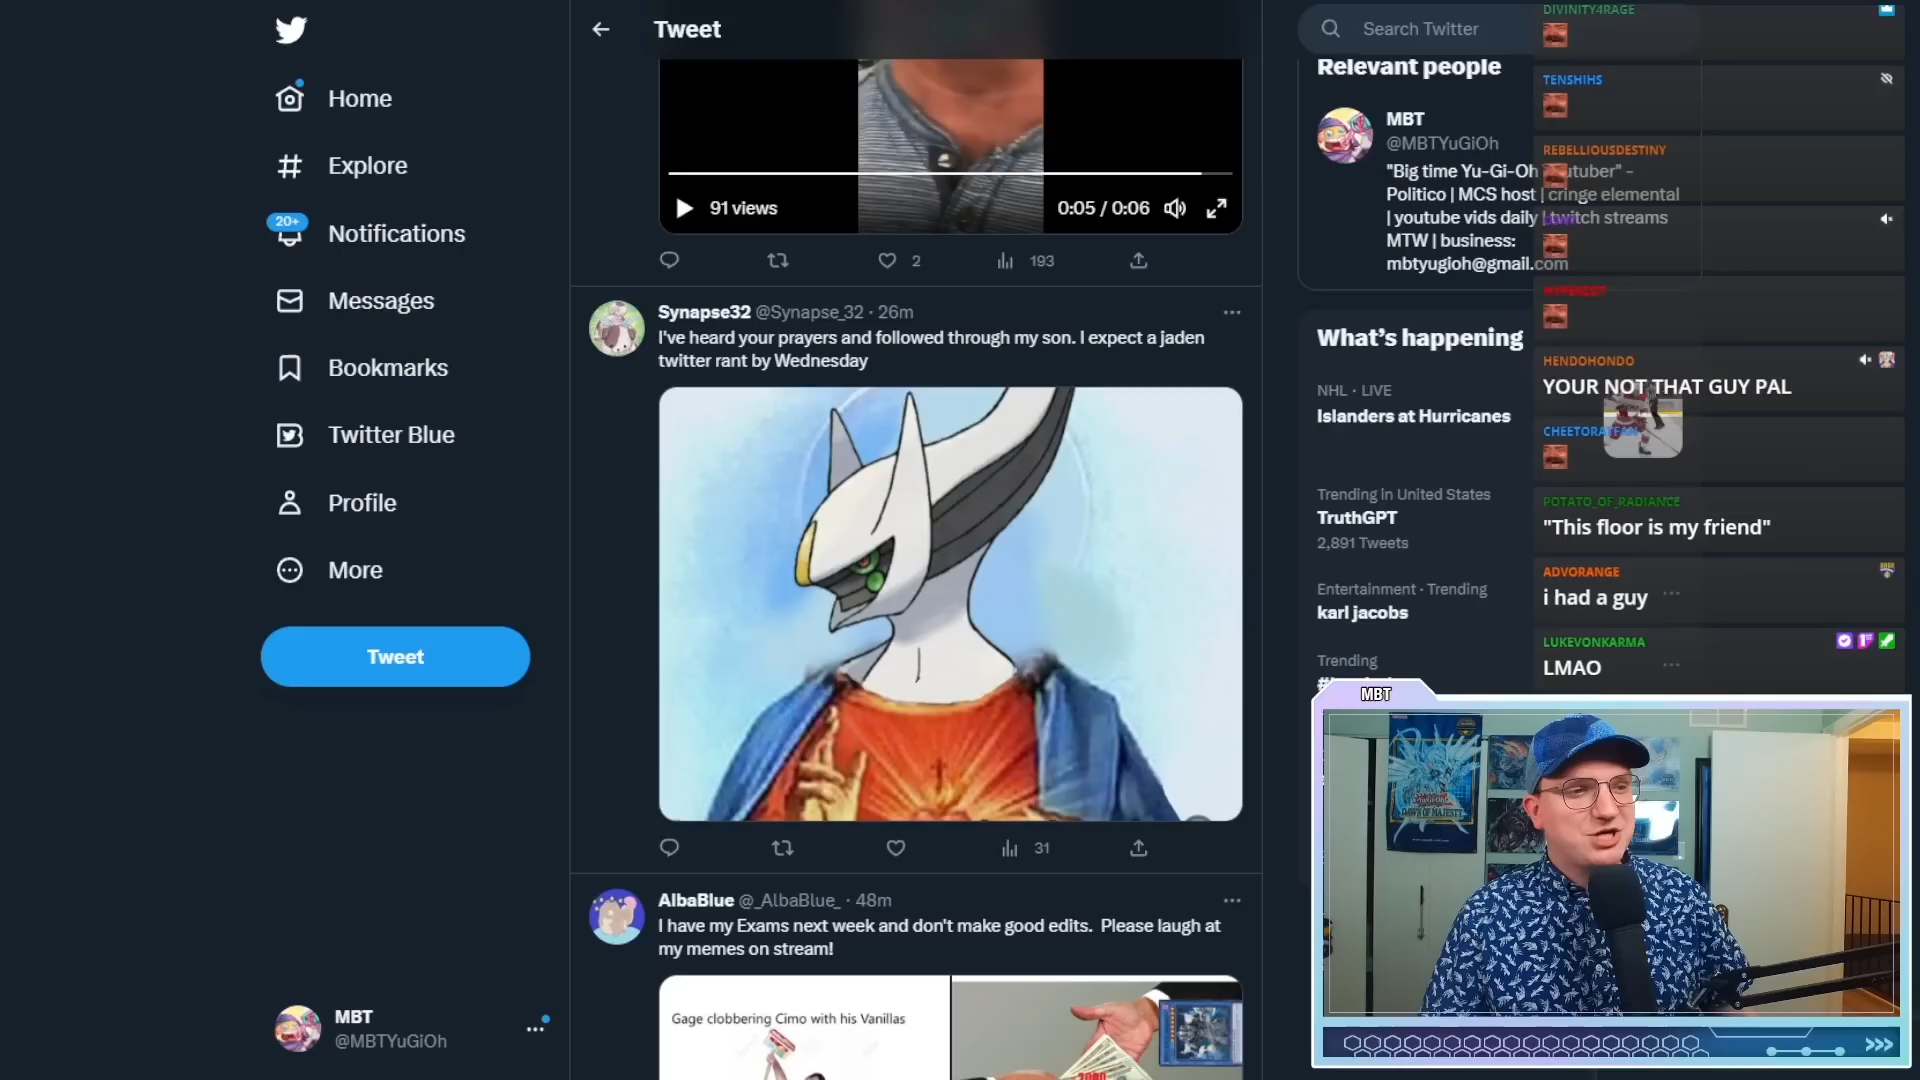 Home
Explore
20+
Notifications
Messages
Bookmarks
Twitter Blue
Profile
More
Tweet
MBT
@MBTYuGiOh
Tweet
91 views
0:05 / 0:06
2
193
Synapse32 @Synapse_32 · 26m
I've heard your prayers and followed through my son. I expect a jaden
twitter rant by Wednesday
31
AlbaBlue @_AlbaBlue_ · 48m
I have my Exams next week and don't make good edits. Please laugh at
my memes on stream!
Gage clobbering Cimo with his Vanillas
Search Twitter
Relevant people
MBT
@MBTYuGiOh
"Big time Yu-Gi-Oh
Politico | MCS host | cringe elemental
| youtube vids daily | twitch streams
MTW | business:
mbtyugioh@gmail.com
What's happening
NHL · LIVE
Islanders at Hurricanes
Trending in United States
TruthGPT
2,891 Tweets
Entertainment · Trending
karl jacobs
Trending
DIVINITY4RAGE
TENSHIHS
REBELLIOUSDESTINY
HENDOHONDO
YOUR NOT THAT GUY PAL
POTATO_OF_RADIANCE
"This floor is my friend"
ADVORANGE
i had a guy
LUKEVONKARMA
LMAO
MBT
DAWN OF MAJESTY